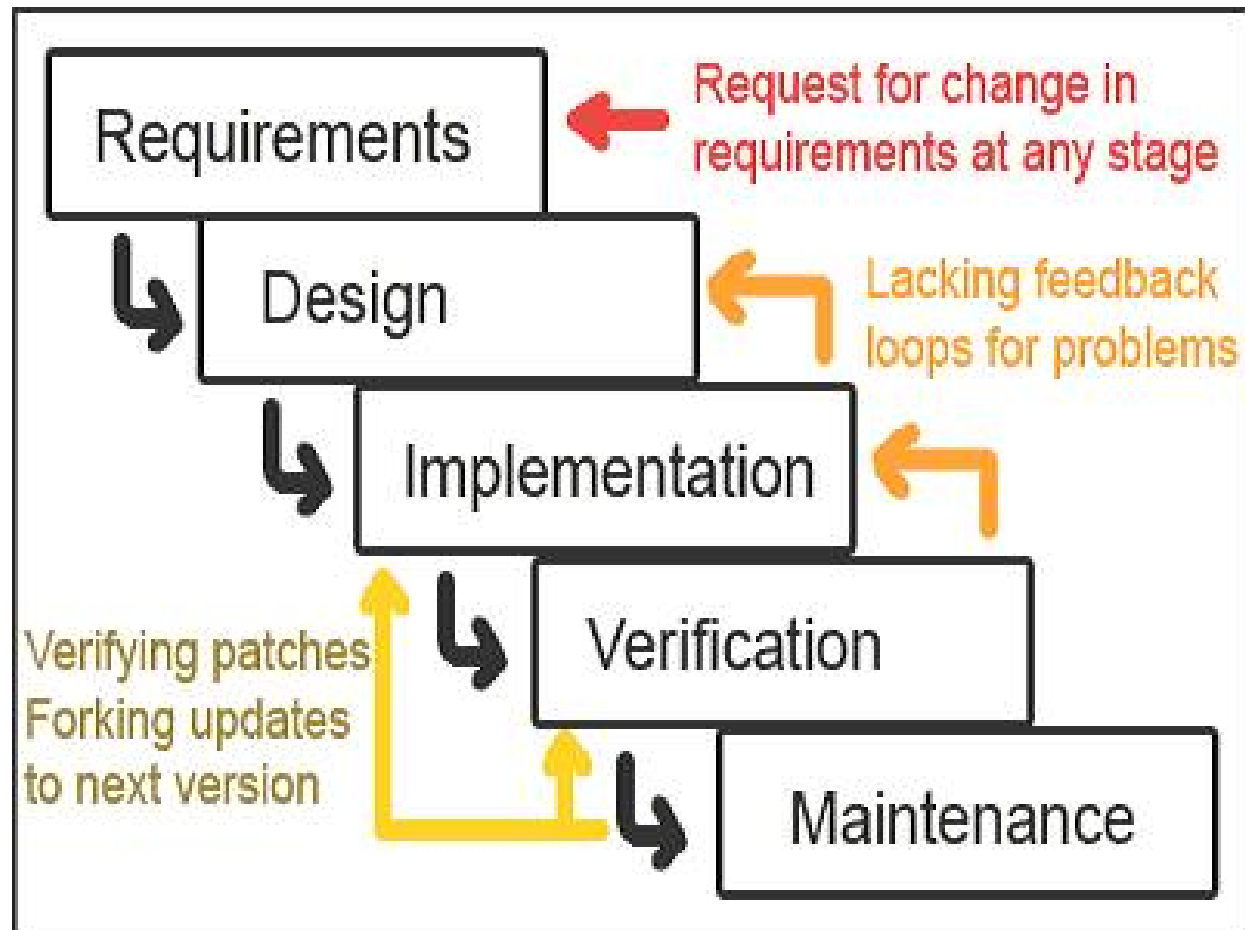 Requirements
Request for change in
requirements at any stage
Design
Lacking feedback
loops for problems
Implementation
Verifying patches
Forking updates
to next version
Verification
Maintenance